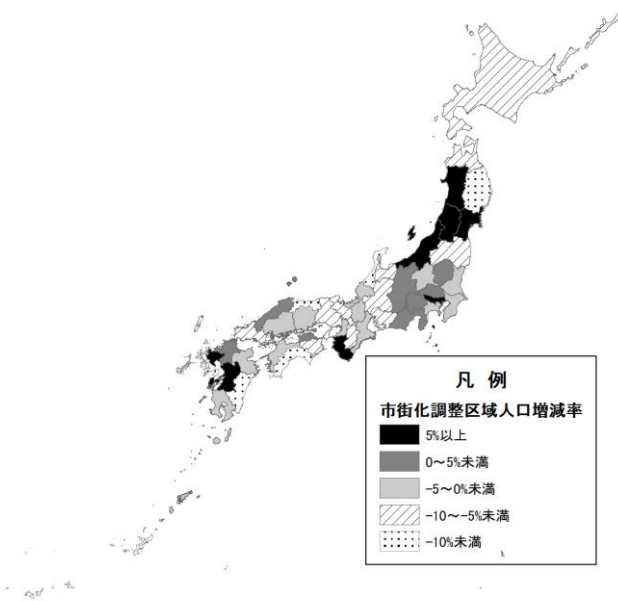 凡 例
市街化調整区域人口増減率
5%以上
0～5%未満
-5～0%未満
-10～-5%未満
-10%未満